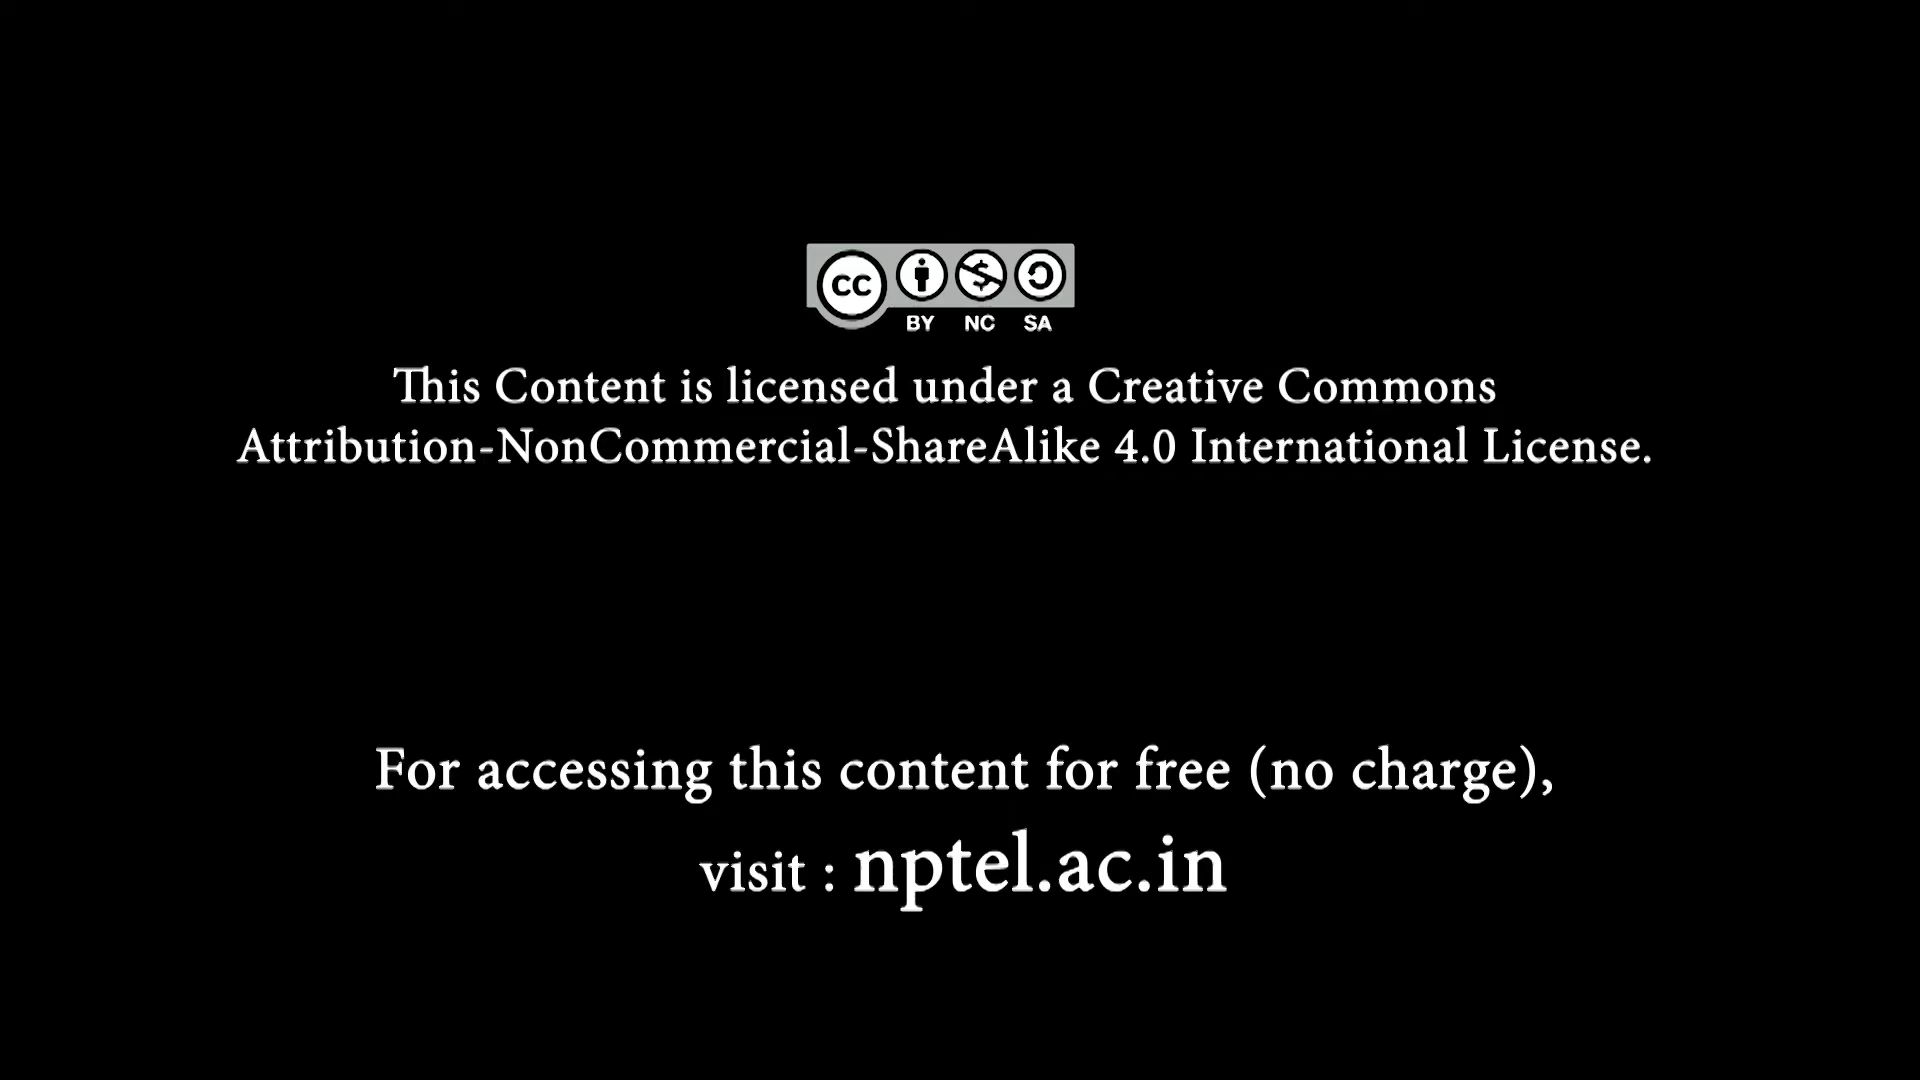 cc
BY NC SA
This Content is licensed under a Creative Commons
Attribution-NonCommercial-ShareAlike 4.0 International License.
For accessing this content for free (no charge),
visit : nptel.ac.in